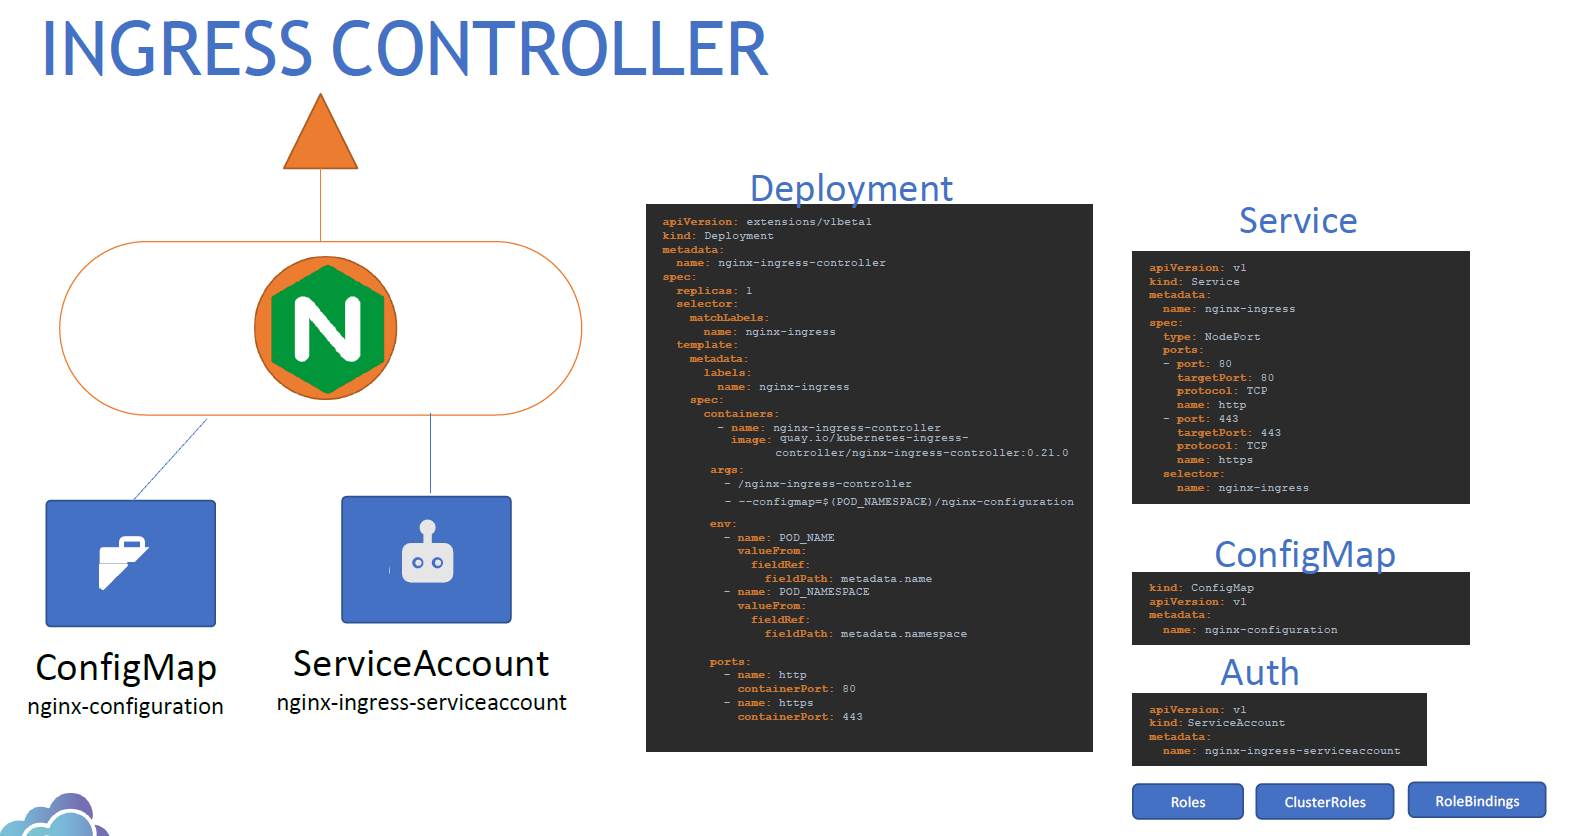 INGRESS CONTROLLER
ConfigMap
nginx-configuration
ServiceAccount
nginx-ingress-serviceaccount
Deployment
apiVersion: extensions/v1beta1
kind: Deployment
metadata:
  name: nginx-ingress-controller
spec:
  replicas: 1
  selector:
    matchLabels:
      name: nginx-ingress
  template:
    metadata:
      labels:
        name: nginx-ingress
    spec:
      containers:
        - name: nginx-ingress-controller
          image: quay.io/kubernetes-ingress-
                 controller/nginx-ingress-controller:0.21.0
       args:
         - /nginx-ingress-controller
         - --configmap=$(POD_NAMESPACE)/nginx-configuration
       env:
         - name: POD_NAME
           valueFrom:
             fieldRef:
               fieldPath: metadata.name
         - name: POD_NAMESPACE
           valueFrom:
             fieldRef:
               fieldPath: metadata.namespace
       ports:
         - name: http
           containerPort: 80
         - name: https
           containerPort: 443
Service
apiVersion: v1
kind: Service
metadata:
  name: nginx-ingress
spec:
  type: NodePort
  ports:
  - port: 80
    targetPort: 80
    protocol: TCP
    name: http
  - port: 443
    targetPort: 443
    protocol: TCP
    name: https
  selector:
    name: nginx-ingress
ConfigMap
kind: ConfigMap
apiVersion: v1
metadata:
  name: nginx-configuration
Auth
apiVersion: v1
kind: ServiceAccount
metadata:
  name: nginx-ingress-serviceaccount
Roles
ClusterRoles
RoleBindings
N